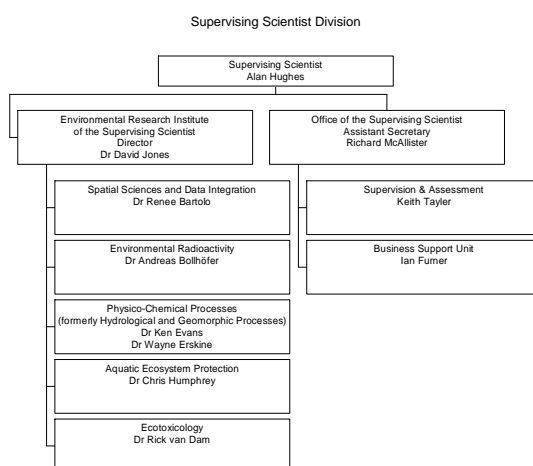 Supervising Scientist Division
Supervising Scientist
Alan Hughes
Environmental Research Institute
of the Supervising Scientist
Director
Dr David Jones
Office of the Supervising Scientist
Assistant Secretary
Richard McAllister
Spatial Sciences and Data Integration
Dr Renee Bartolo
Supervision & Assessment
Keith Tayler
Environmental Radioactivity
Dr Andreas Bollhöfer
Business Support Unit
Ian Furner
Physico-Chemical Processes
(formerly Hydrological and Geomorphic Processes)
Dr Ken Evans
Dr Wayne Erskine
Aquatic Ecosystem Protection
Dr Chris Humphrey
Ecotoxicology
Dr Rick van Dam